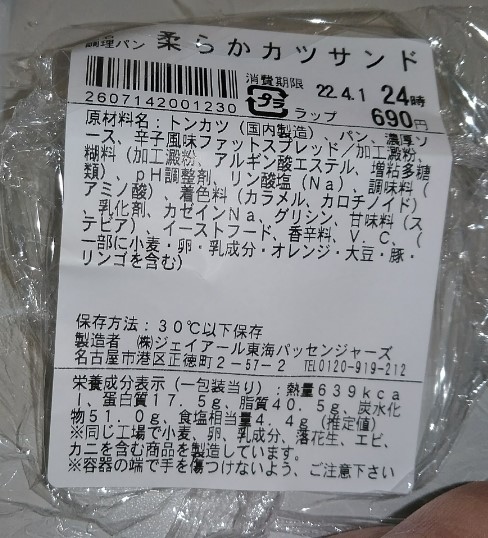 調理パン 柔らかカツサンド
消費期限 22.4.1 24時
プラ ラップ 690円
2607142001230
原材料名：トンカツ（国内製造）、パン、濃厚ソ
ース、辛子風味ファットスプレッド／加工澱粉、
糊料（加工澱粉、アルギン酸エステル、増粘多糖
類）、pH調整剤、リン酸塩（Na）、調味料（
アミノ酸）、着色料（カラメル、カロチノイド）
、乳化剤、カゼインNa、グリシン、甘味料（ス
テビア）、イーストフード、香辛料、V．C、（
一部に小麦・卵・乳成分・オレンジ・大豆・豚・
リンゴを含む）
保存方法：30℃以下保存
製造者 ㈱ジェイアール東海パッセンジャーズ
名古屋市港区正徳町2-57-2 TEL0120-919-212
栄養成分表示（一包装当り）：熱量639kca
l、蛋白質17．5g、脂質40．5g、炭水化
物51．0g、食塩相当量4．4g（推定値）
※同じ工場で小麦、卵、乳成分、落花生、エビ、
カニを含む商品を製造しています。
※容器の端で手を傷つけないよう、ご注意下さい